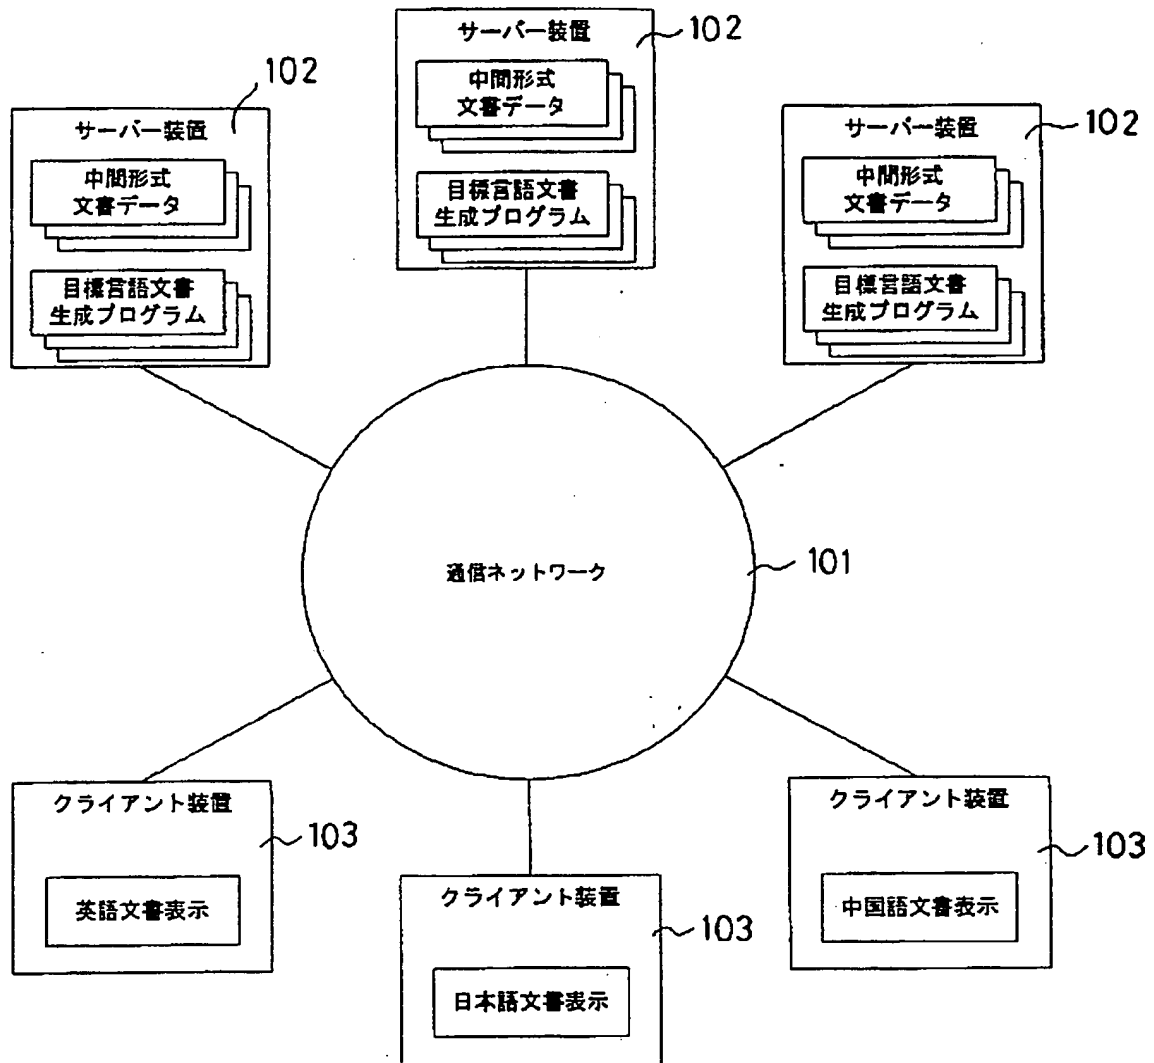 サーバー装置
102
中間形式
文書データ
目標言語文書
生成プログラム
サーバー装置
102
中間形式
文書データ
目標言語文書
生成プログラム
サーバー装置
102
中間形式
文書データ
目標言語文書
生成プログラム
通信ネットワーク
101
クライアント装置
103
英語文書表示
クライアント装置
103
日本語文書表示
クライアント装置
103
中国語文書表示